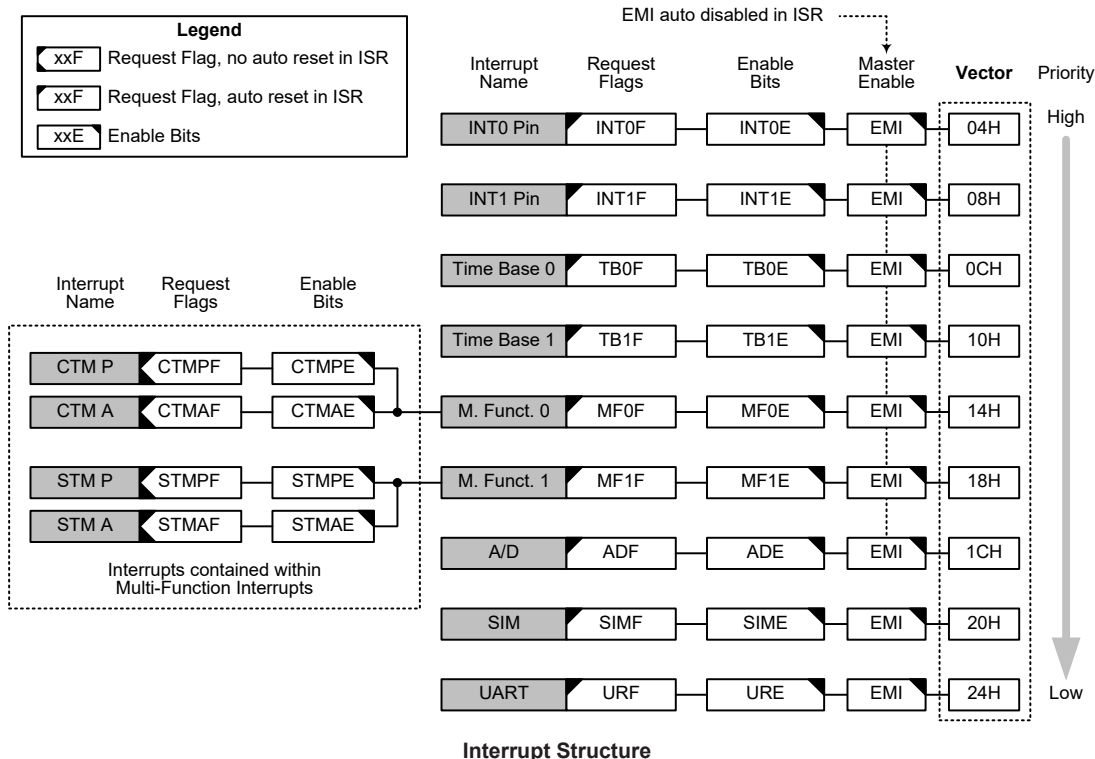 EMI auto disabled in ISR
Legend
xxF Request Flag, no auto reset in ISR
xxF Request Flag, auto reset in ISR
xxE Enable Bits
Interrupt
Name
Request
Flags
Enable
Bits
Master
Enable
Vector
Priority
High
INT0 Pin INT0F INT0E EMI 04H
INT1 Pin INT1F INT1E EMI 08H
Time Base 0 TB0F TB0E EMI 0CH
Time Base 1 TB1F TB1E EMI 10H
M. Funct. 0 MF0F MF0E EMI 14H
M. Funct. 1 MF1F MF1E EMI 18H
A/D ADF ADE EMI 1CH
SIM SIMF SIME EMI 20H
UART URF URE EMI 24H
Low
Interrupt
Name
Request
Flags
Enable
Bits
CTM P CTMPF CTMPE
CTM A CTMAF CTMAE
STM P STMPF STMPE
STM A STMAF STMAE
Interrupts contained within
Multi-Function Interrupts
Interrupt Structure